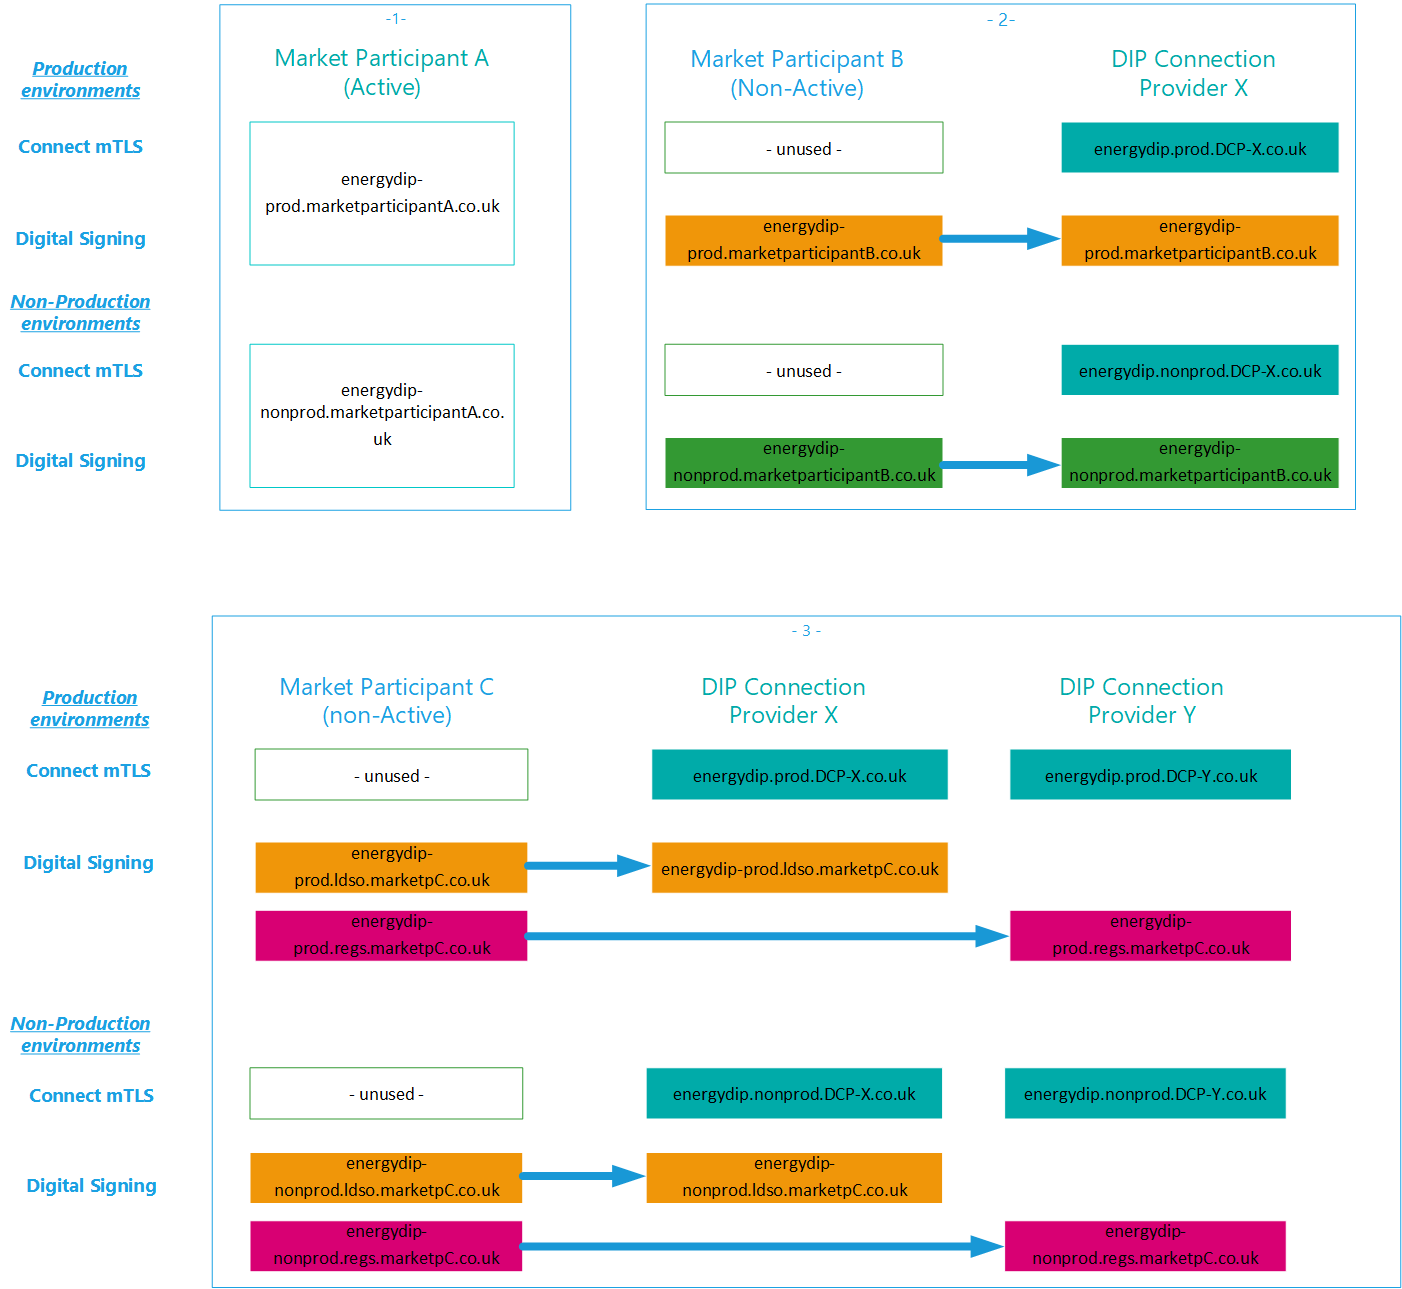 -1-
Market Participant A
(Active)
Production
environments
Connect mTLS
energydip-
prod.marketparticipantA.co.uk
Digital Signing
Non-Production
environments
Connect mTLS
energydip-
nonprod.marketparticipantA.co.
uk
Digital Signing
- 2-
Market Participant B
(Non-Active)
DIP Connection
Provider X
- unused -
energydip.prod.DCP-X.co.uk
energydip-
prod.marketparticipantB.co.uk
energydip-
prod.marketparticipantB.co.uk
- unused -
energydip.nonprod.DCP-X.co.uk
energydip-
nonprod.marketparticipantB.co.uk
energydip-
nonprod.marketparticipantB.co.uk
- 3 -
Market Participant C
(non-Active)
DIP Connection
Provider X
DIP Connection
Provider Y
Production
environments
Connect mTLS
- unused -
energydip.prod.DCP-X.co.uk
energydip.prod.DCP-Y.co.uk
Digital Signing
energydip-
prod.ldso.marketpC.co.uk
energydip-prod.ldso.marketpC.co.uk
energydip-
prod.regs.marketpC.co.uk
energydip-
prod.regs.marketpC.co.uk
Non-Production
environments
Connect mTLS
- unused -
energydip.nonprod.DCP-X.co.uk
energydip.nonprod.DCP-Y.co.uk
Digital Signing
energydip-
nonprod.ldso.marketpC.co.uk
energydip-
nonprod.ldso.marketpC.co.uk
energydip-
nonprod.regs.marketpC.co.uk
energydip-
nonprod.regs.marketpC.co.uk